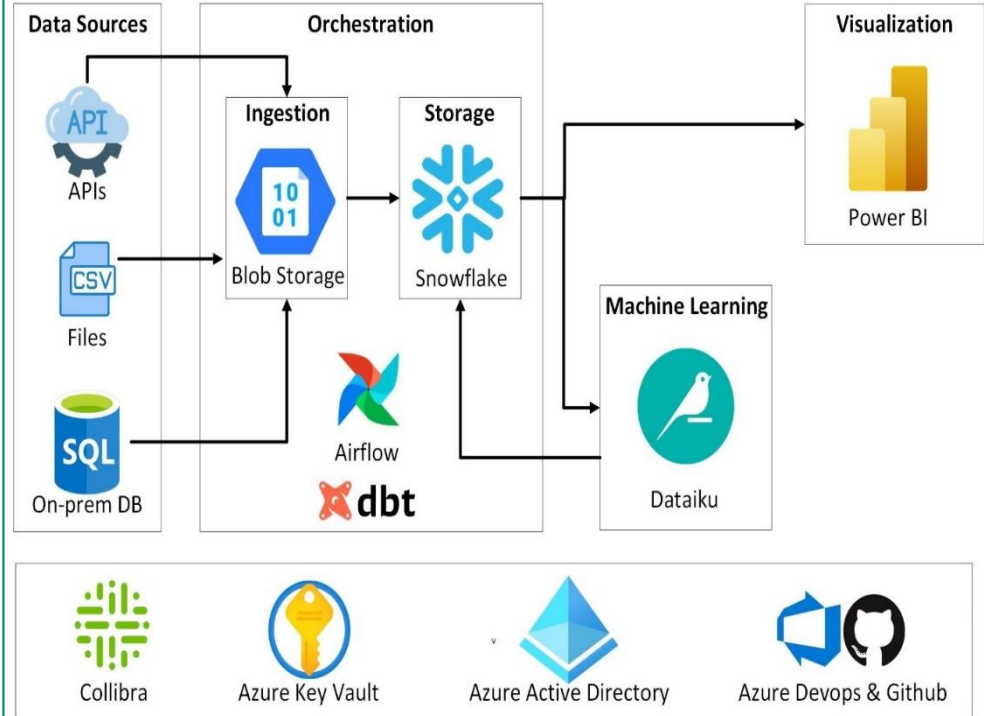 Data Sources
Orchestration
Visualization
API
APIs
Ingestion
10
01
Blob Storage
Storage
Snowflake
Power BI
CSV
Files
Machine Learning
Airflow
SQL
On-prem DB
dbt
Dataiku
v
Collibra
Azure Key Vault
Azure Active Directory
Azure Devops & Github